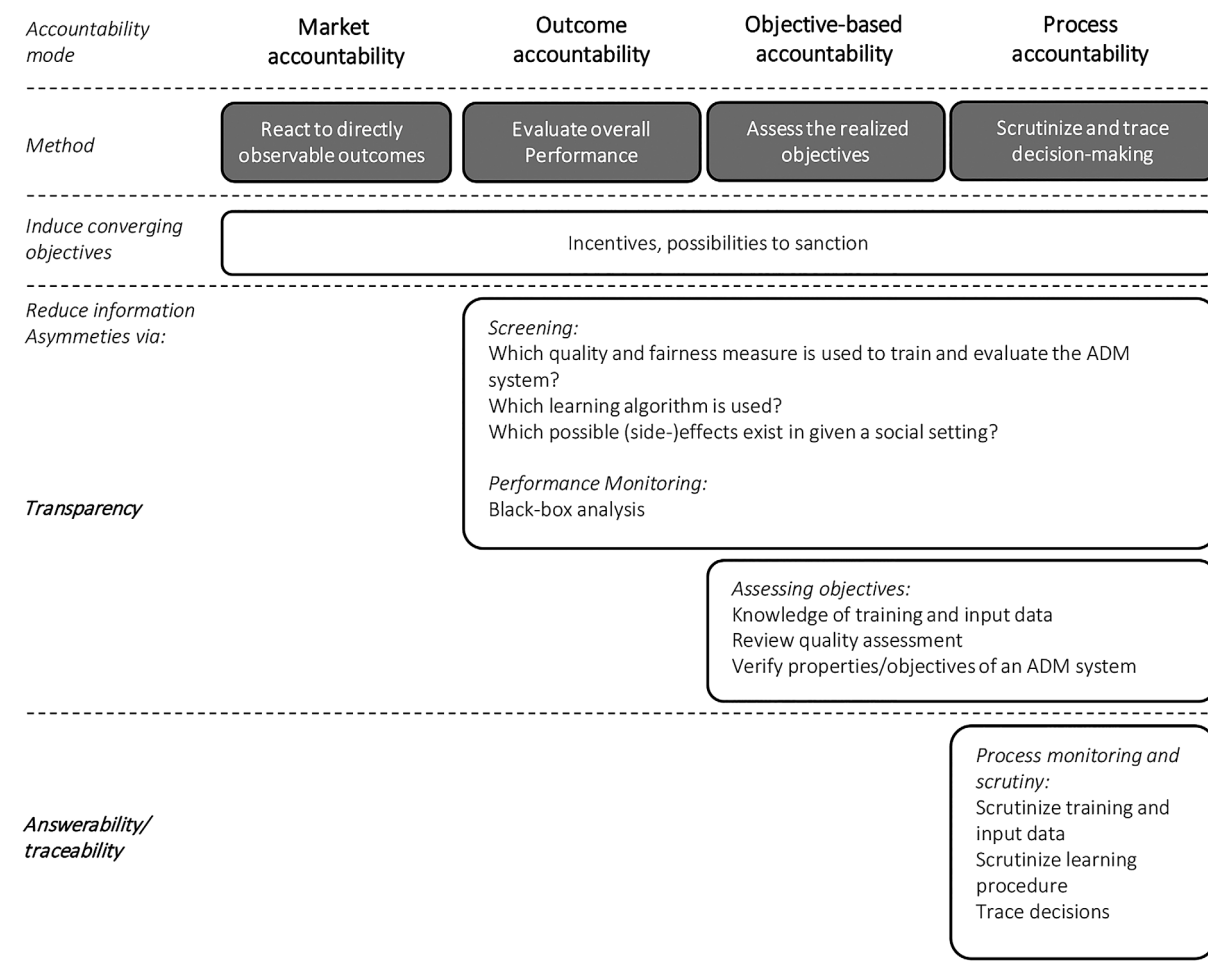 Accountability
mode
Market
accountability
Outcome
accountability
Objective-based
accountability
Process
accountability
Method
React to directly
observable outcomes
Evaluate overall
Performance
Assess the realized
objectives
Scrutinize and trace
decision-making
Induce converging
objectives
Incentives, possibilities to sanction
Reduce information
Asymmeties via:
Screening:
Which quality and fairness measure is used to train and evaluate the ADM
system?
Which learning algorithm is used?
Which possible (side-)effects exist in given a social setting?
Performance Monitoring:
Black-box analysis
Transparency
Assessing objectives:
Knowledge of training and input data
Review quality assessment
Verify properties/objectives of an ADM system
Answerability/
traceability
Process monitoring and
scrutiny:
Scrutinize training and
input data
Scrutinize learning
procedure
Trace decisions